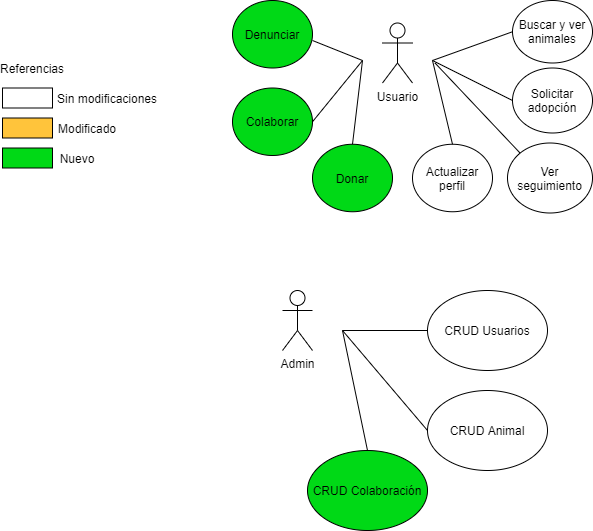 Referencias
Sin modificaciones
Modificado
Nuevo
Denunciar
Colaborar
Donar
Usuario
Buscar y ver
animales
Solicitar
adopción
Ver
seguimiento
Actualizar
perfil
Admin
CRUD Usuarios
CRUD Animal
CRUD Colaboración